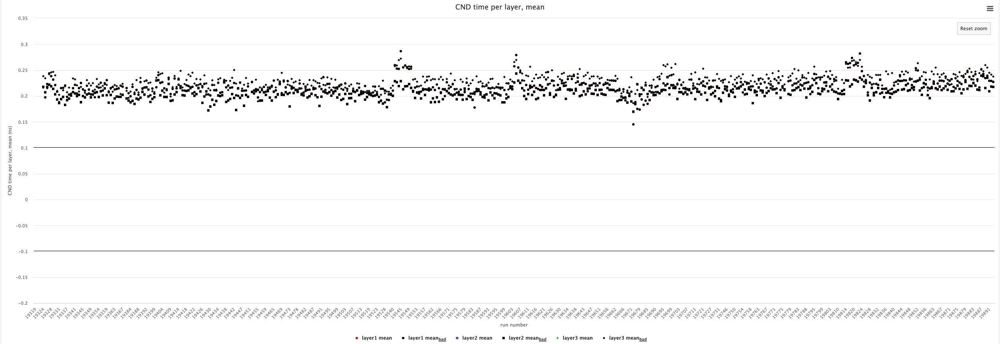 CND time per layer, mean
Reset zoom
CND time per layer, mean (ns)
0.35
0.3
0.25
0.2
0.15
0.1
0.05
0
−0.05
−0.1
−0.15
−0.2
19319 19324 19328 19333 19337 19341 19345 19349 19354 19359 19363 19367 19384 19388 19392 19399 19404 19409 19414 19418 19422 19426 19430 19434 19438 19442 19447 19451 19455 19459 19465 19469 19473 19478 19482 19487 19491 19495 19499 19503 19507 19513 19519 19523 19528 19540 19545 19549 19553 19557 19562 19566 19571 19575 19579 19583 19587 19591 19595 19599 19603 19607 19611 19616 19621 19626 19630 19634 19638 19643 19647 19651 19656 19662 19666 19671 19679 19685 19690 19695 19699 19703 19707 19711 19721 19727 19731 19746 19750 19754 19758 19763 19767 19771 19775 19779 19783 19788 19795 19799 19803 19810 19814 19820 19824 19828 19832 19836 19840 19844 19848 19852 19856 19863 19867 19871 19875 19879 19883 19887 19891
run number
layer1 mean layer1 meanbad layer2 mean layer2 meanbad layer3 mean layer3 meanbad